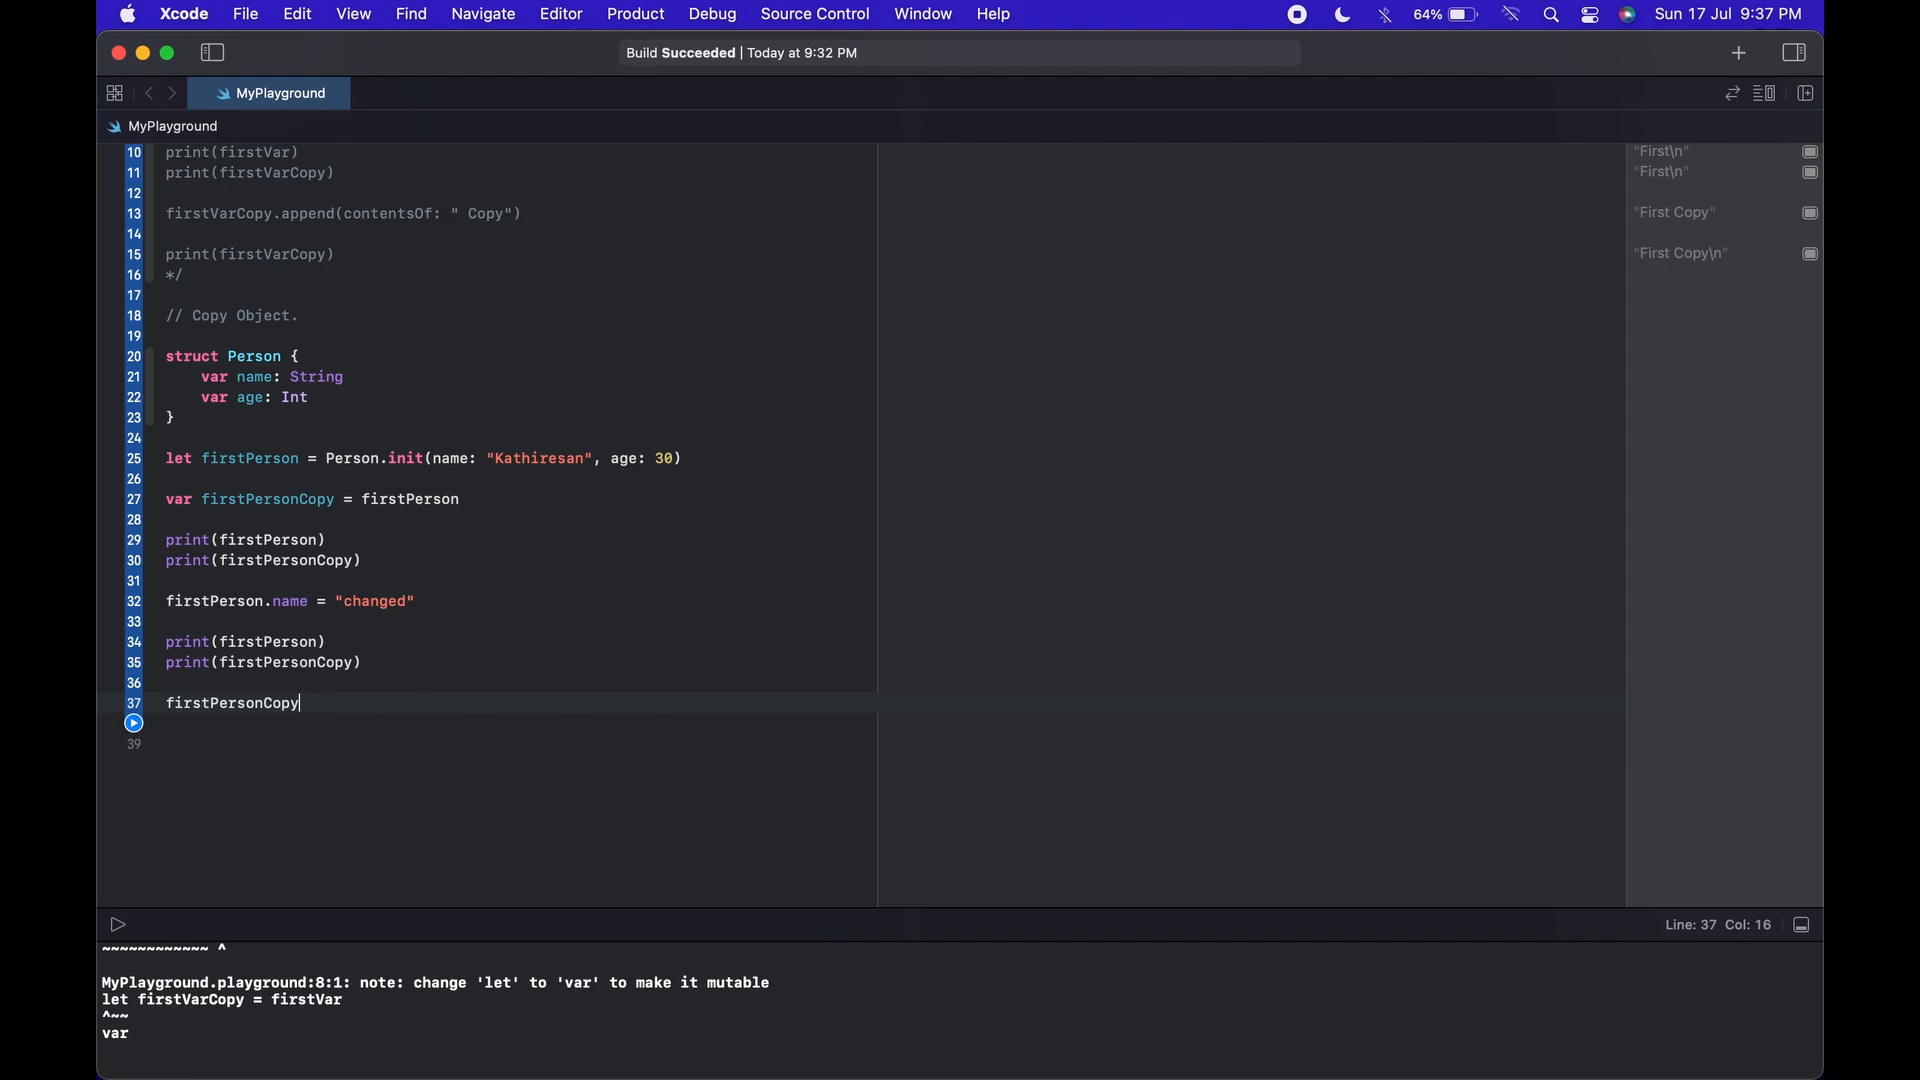 Xcode File Edit View Find Navigate Editor Product Debug Source Control Window Help 64% Sun 17 Jul 9:37 PM
Build Succeeded | Today at 9:32 PM
MyPlayground
MyPlayground
10 print(firstVar) "First\n"
11 print(firstVarCopy) "First\n"
12
13 firstVarCopy.append(contentsOf: " Copy") "First Copy"
14
15 print(firstVarCopy) "First Copy\n"
16 */
17
18 // Copy Object.
19
20 struct Person {
21 var name: String
22 var age: Int
23 }
24
25 let firstPerson = Person.init(name: "Kathiresan", age: 30)
26
27 var firstPersonCopy = firstPerson
28
29 print(firstPerson)
30 print(firstPersonCopy)
31
32 firstPerson.name = "changed"
33
34 print(firstPerson)
35 print(firstPersonCopy)
36
37 firstPersonCopy
39
Line: 37 Col: 16
~~~~~~~~~~~~ ^
MyPlayground.playground:8:1: note: change 'let' to 'var' to make it mutable
let firstVarCopy = firstVar
^~~
var